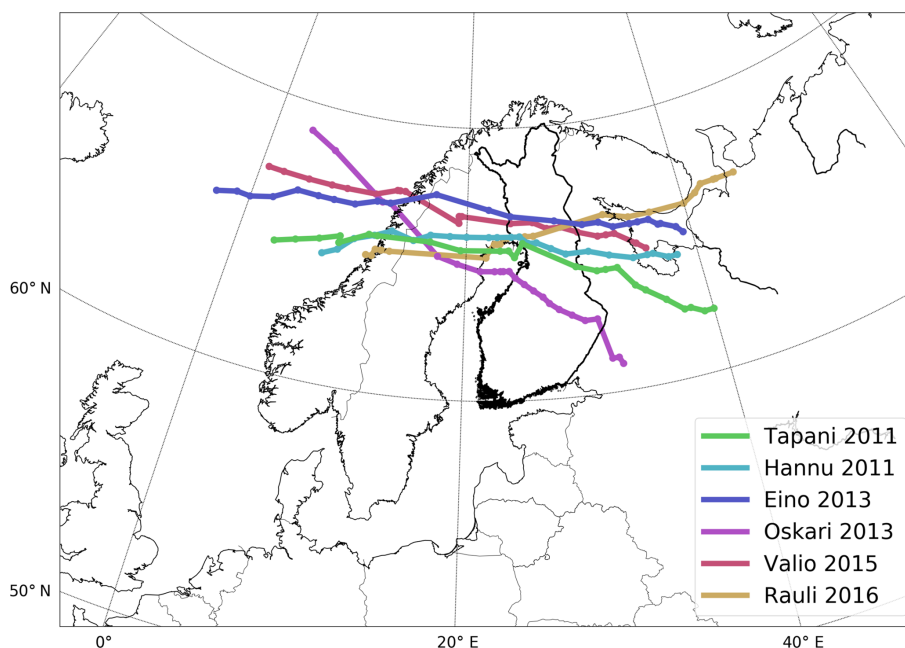 60° N
Tapani 2011
Hannu 2011
Eino 2013
Oskari 2013
Valio 2015
Rauli 2016
50° N
0°
20° E
40° E